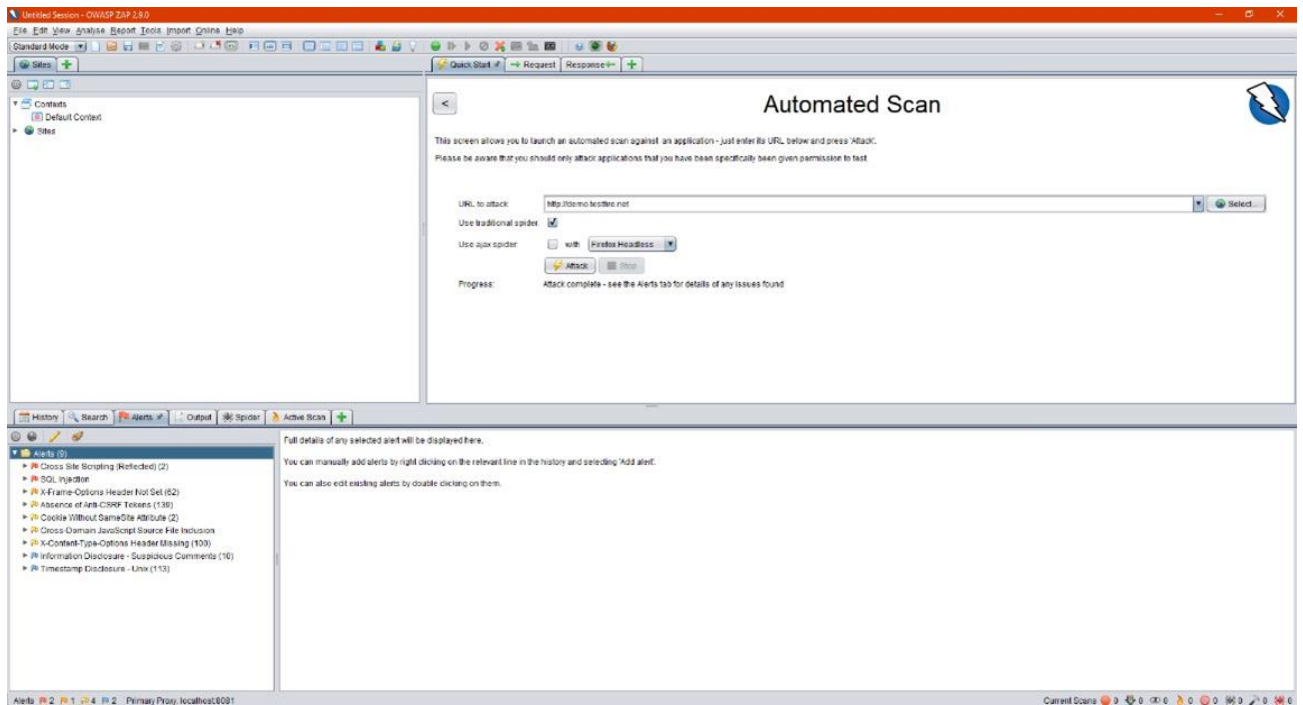 Untitled Session - OWASP ZAP 2.9.0
File Edit View Analyse Report Tools Import Online Help
Standard Mode
Sites
Quick Start Request Response
Contexts
Default Context
Sites
<
Automated Scan
This screen allows you to launch an automated scan against an application - just enter its URL below and press 'Attack'.
Please be aware that you should only attack applications that you have been specifically been given permission to test.
URL to attack:
http://demo.testfire.net
Select...
Use traditional spider:
Use ajax spider:
with Firefox Headless
Attack Stop
Progress:
Attack complete - see the Alerts tab for details of any issues found
History Search Alerts Output Spider Active Scan
Alerts (9)
Cross Site Scripting (Reflected) (2)
SQL Injection
X-Frame-Options Header Not Set (62)
Absence of Anti-CSRF Tokens (139)
Cookie Without SameSite Attribute (2)
Cross-Domain JavaScript Source File Inclusion
X-Content-Type-Options Header Missing (100)
Information Disclosure - Suspicious Comments (10)
Timestamp Disclosure - Unix (113)
Full details of any selected alert will be displayed here.
You can manually add alerts by right clicking on the relevant line in the history and selecting 'Add alert'.
You can also edit existing alerts by double clicking on them.
Alerts 2 1 4 2 Primary Proxy: localhost:8081
Current Scans 0 0 0 0 0 0 0 0